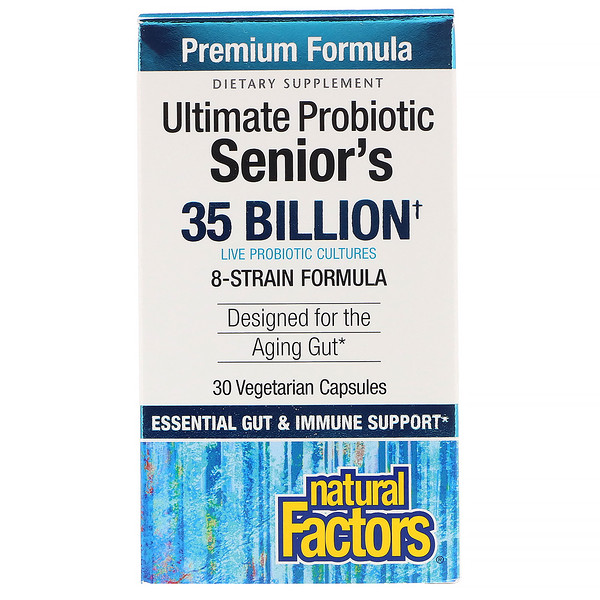 Premium Formula
DIETARY SUPPLEMENT
Ultimate Probiotic
Senior's
35 BILLION†
LIVE PROBIOTIC CULTURES
8-STRAIN FORMULA
Designed for the
Aging Gut*
30 Vegetarian Capsules
ESSENTIAL GUT & IMMUNE SUPPORT*
natural
Factors®